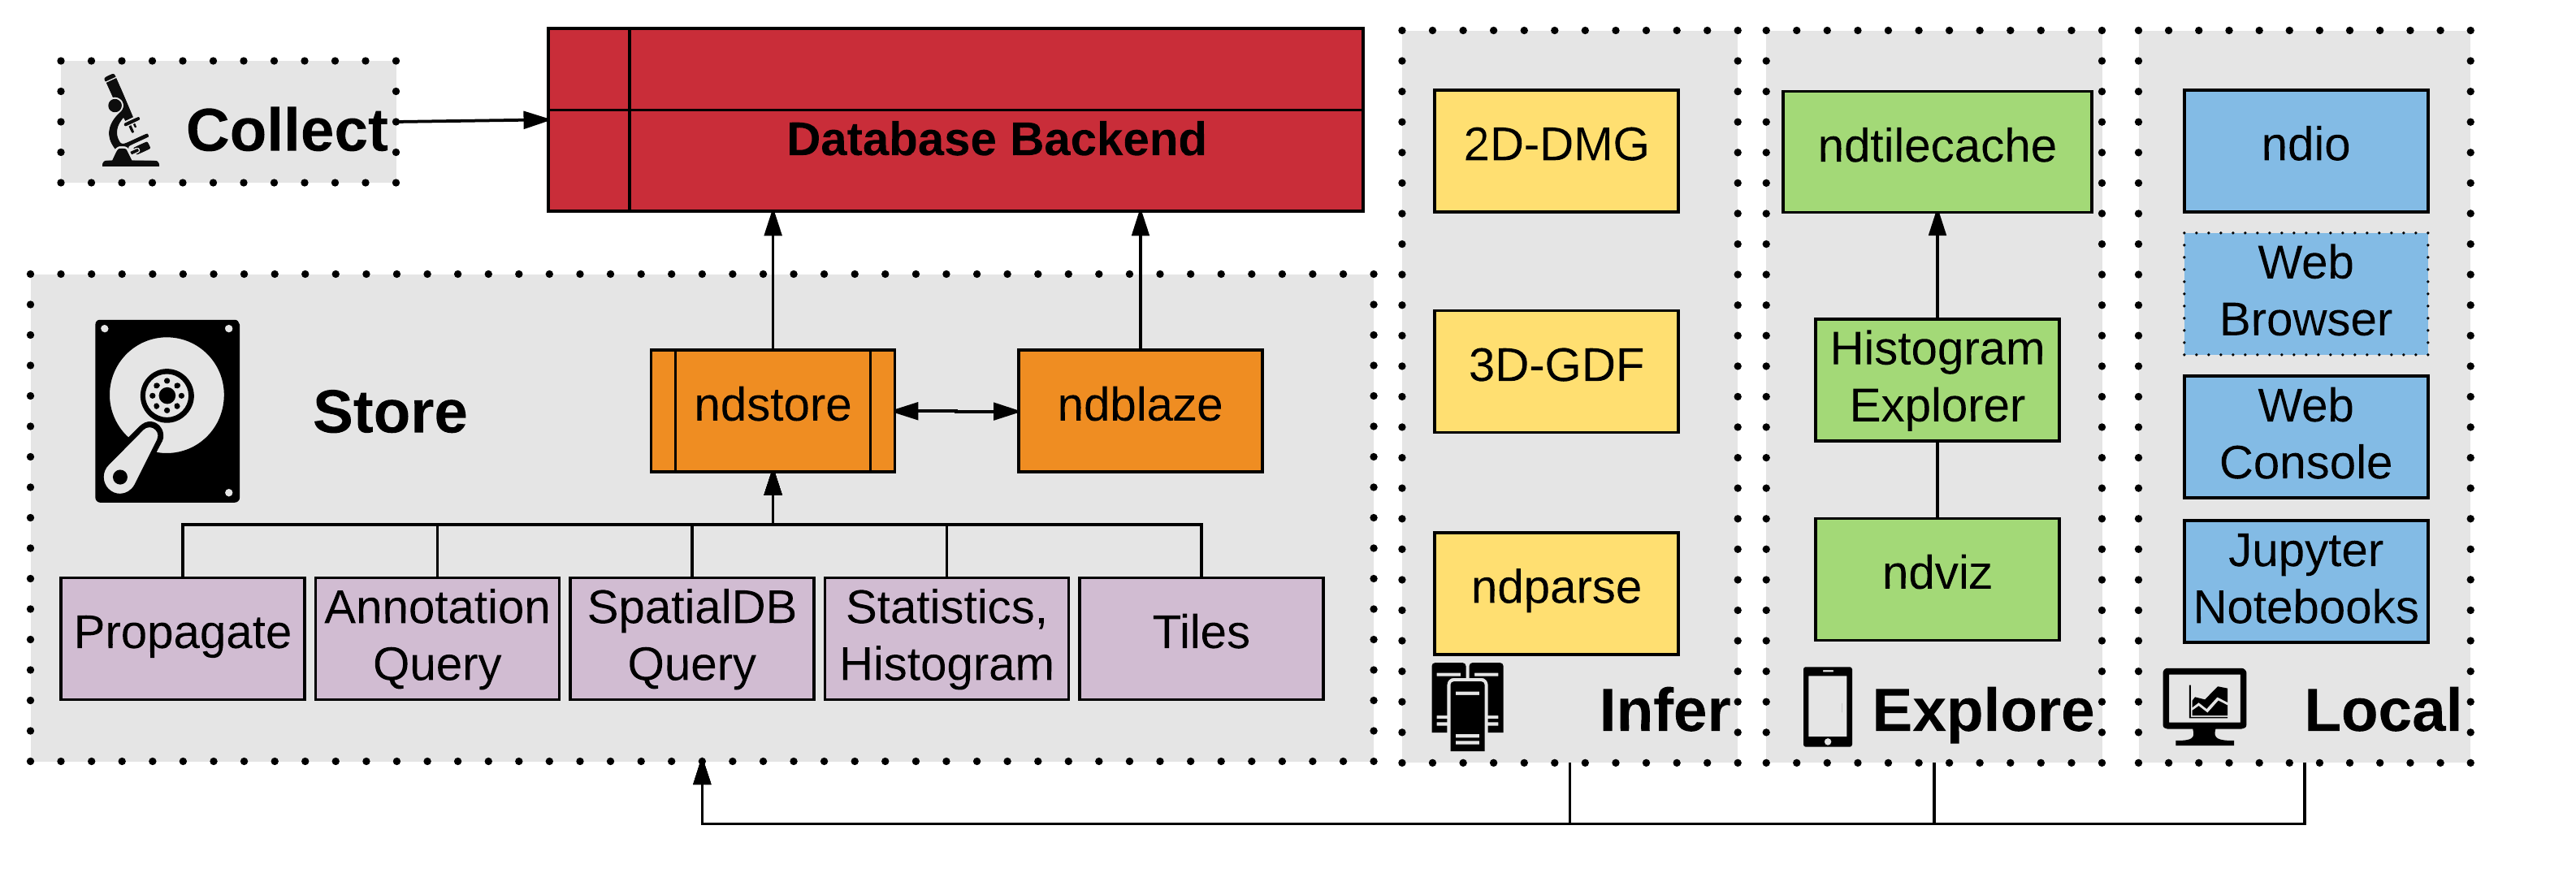 Collect
Database Backend
Store
ndstore
ndblaze
Propagate
Annotation
Query
SpatialDB
Query
Statistics,
Histogram
Tiles
2D-DMG
3D-GDF
ndparse
Infer
ndtilecache
Histogram
Explorer
ndviz
Explore
ndio
Web
Browser
Web
Console
Jupyter
Notebooks
Local